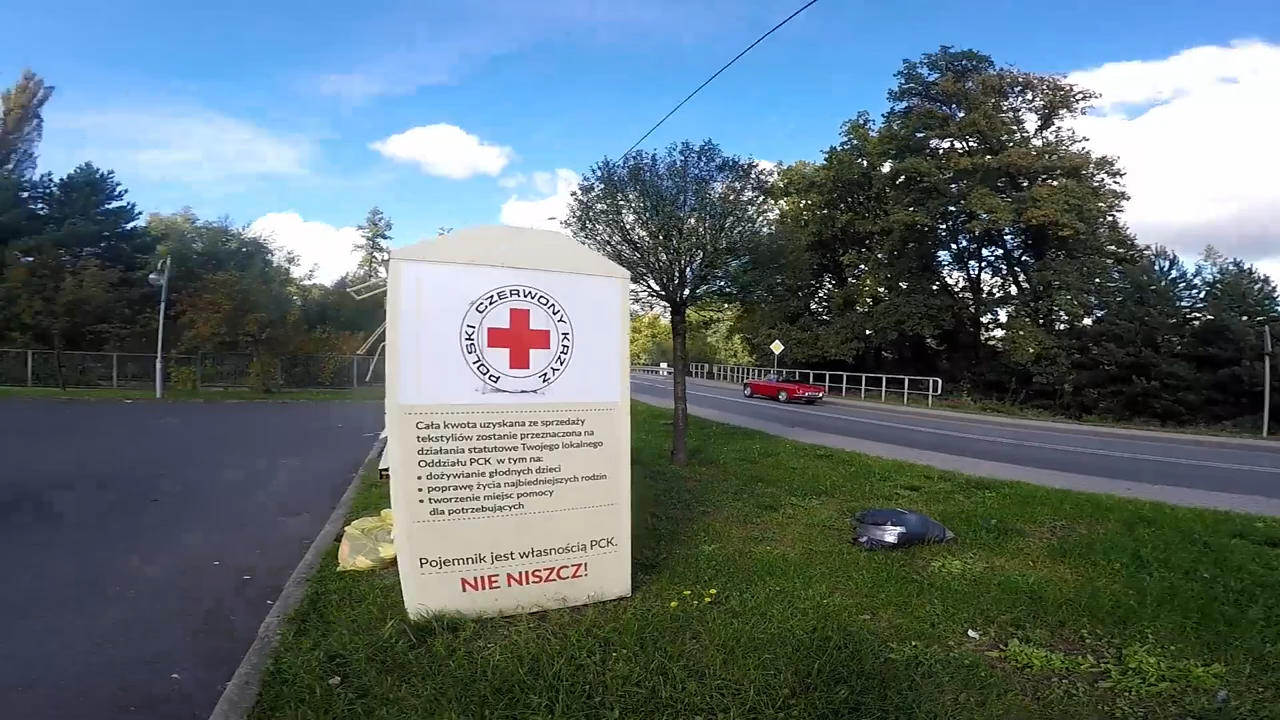 POLSKI CZERWONY KRZYŻ
Cała kwota uzyskana ze sprzedaży
tekstyliów zostanie przeznaczona na
działania statutowe Twojego lokalnego
Oddziału PCK w tym na:
• dożywianie głodnych dzieci
• poprawę życia najbiedniejszych rodzin
• tworzenie miejsc pomocy
dla potrzebujących
Pojemnik jest własnością PCK.
NIE NISZCZ!